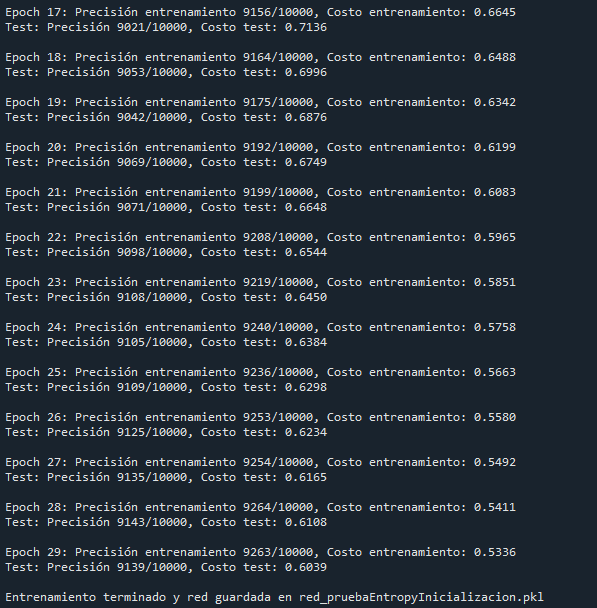 Epoch 17: Precisión entrenamiento 9156/10000, Costo entrenamiento: 0.6645
Test: Precisión 9021/10000, Costo test: 0.7136
Epoch 18: Precisión entrenamiento 9164/10000, Costo entrenamiento: 0.6488
Test: Precisión 9053/10000, Costo test: 0.6996
Epoch 19: Precisión entrenamiento 9175/10000, Costo entrenamiento: 0.6342
Test: Precisión 9042/10000, Costo test: 0.6876
Epoch 20: Precisión entrenamiento 9192/10000, Costo entrenamiento: 0.6199
Test: Precisión 9069/10000, Costo test: 0.6749
Epoch 21: Precisión entrenamiento 9199/10000, Costo entrenamiento: 0.6083
Test: Precisión 9071/10000, Costo test: 0.6648
Epoch 22: Precisión entrenamiento 9208/10000, Costo entrenamiento: 0.5965
Test: Precisión 9098/10000, Costo test: 0.6544
Epoch 23: Precisión entrenamiento 9219/10000, Costo entrenamiento: 0.5851
Test: Precisión 9108/10000, Costo test: 0.6450
Epoch 24: Precisión entrenamiento 9240/10000, Costo entrenamiento: 0.5758
Test: Precisión 9105/10000, Costo test: 0.6384
Epoch 25: Precisión entrenamiento 9236/10000, Costo entrenamiento: 0.5663
Test: Precisión 9109/10000, Costo test: 0.6298
Epoch 26: Precisión entrenamiento 9253/10000, Costo entrenamiento: 0.5580
Test: Precisión 9125/10000, Costo test: 0.6234
Epoch 27: Precisión entrenamiento 9254/10000, Costo entrenamiento: 0.5492
Test: Precisión 9135/10000, Costo test: 0.6165
Epoch 28: Precisión entrenamiento 9264/10000, Costo entrenamiento: 0.5411
Test: Precisión 9143/10000, Costo test: 0.6108
Epoch 29: Precisión entrenamiento 9263/10000, Costo entrenamiento: 0.5336
Test: Precisión 9139/10000, Costo test: 0.6039
Entrenamiento terminado y red guardada en red_pruebaEntropyInicializacion.pkl